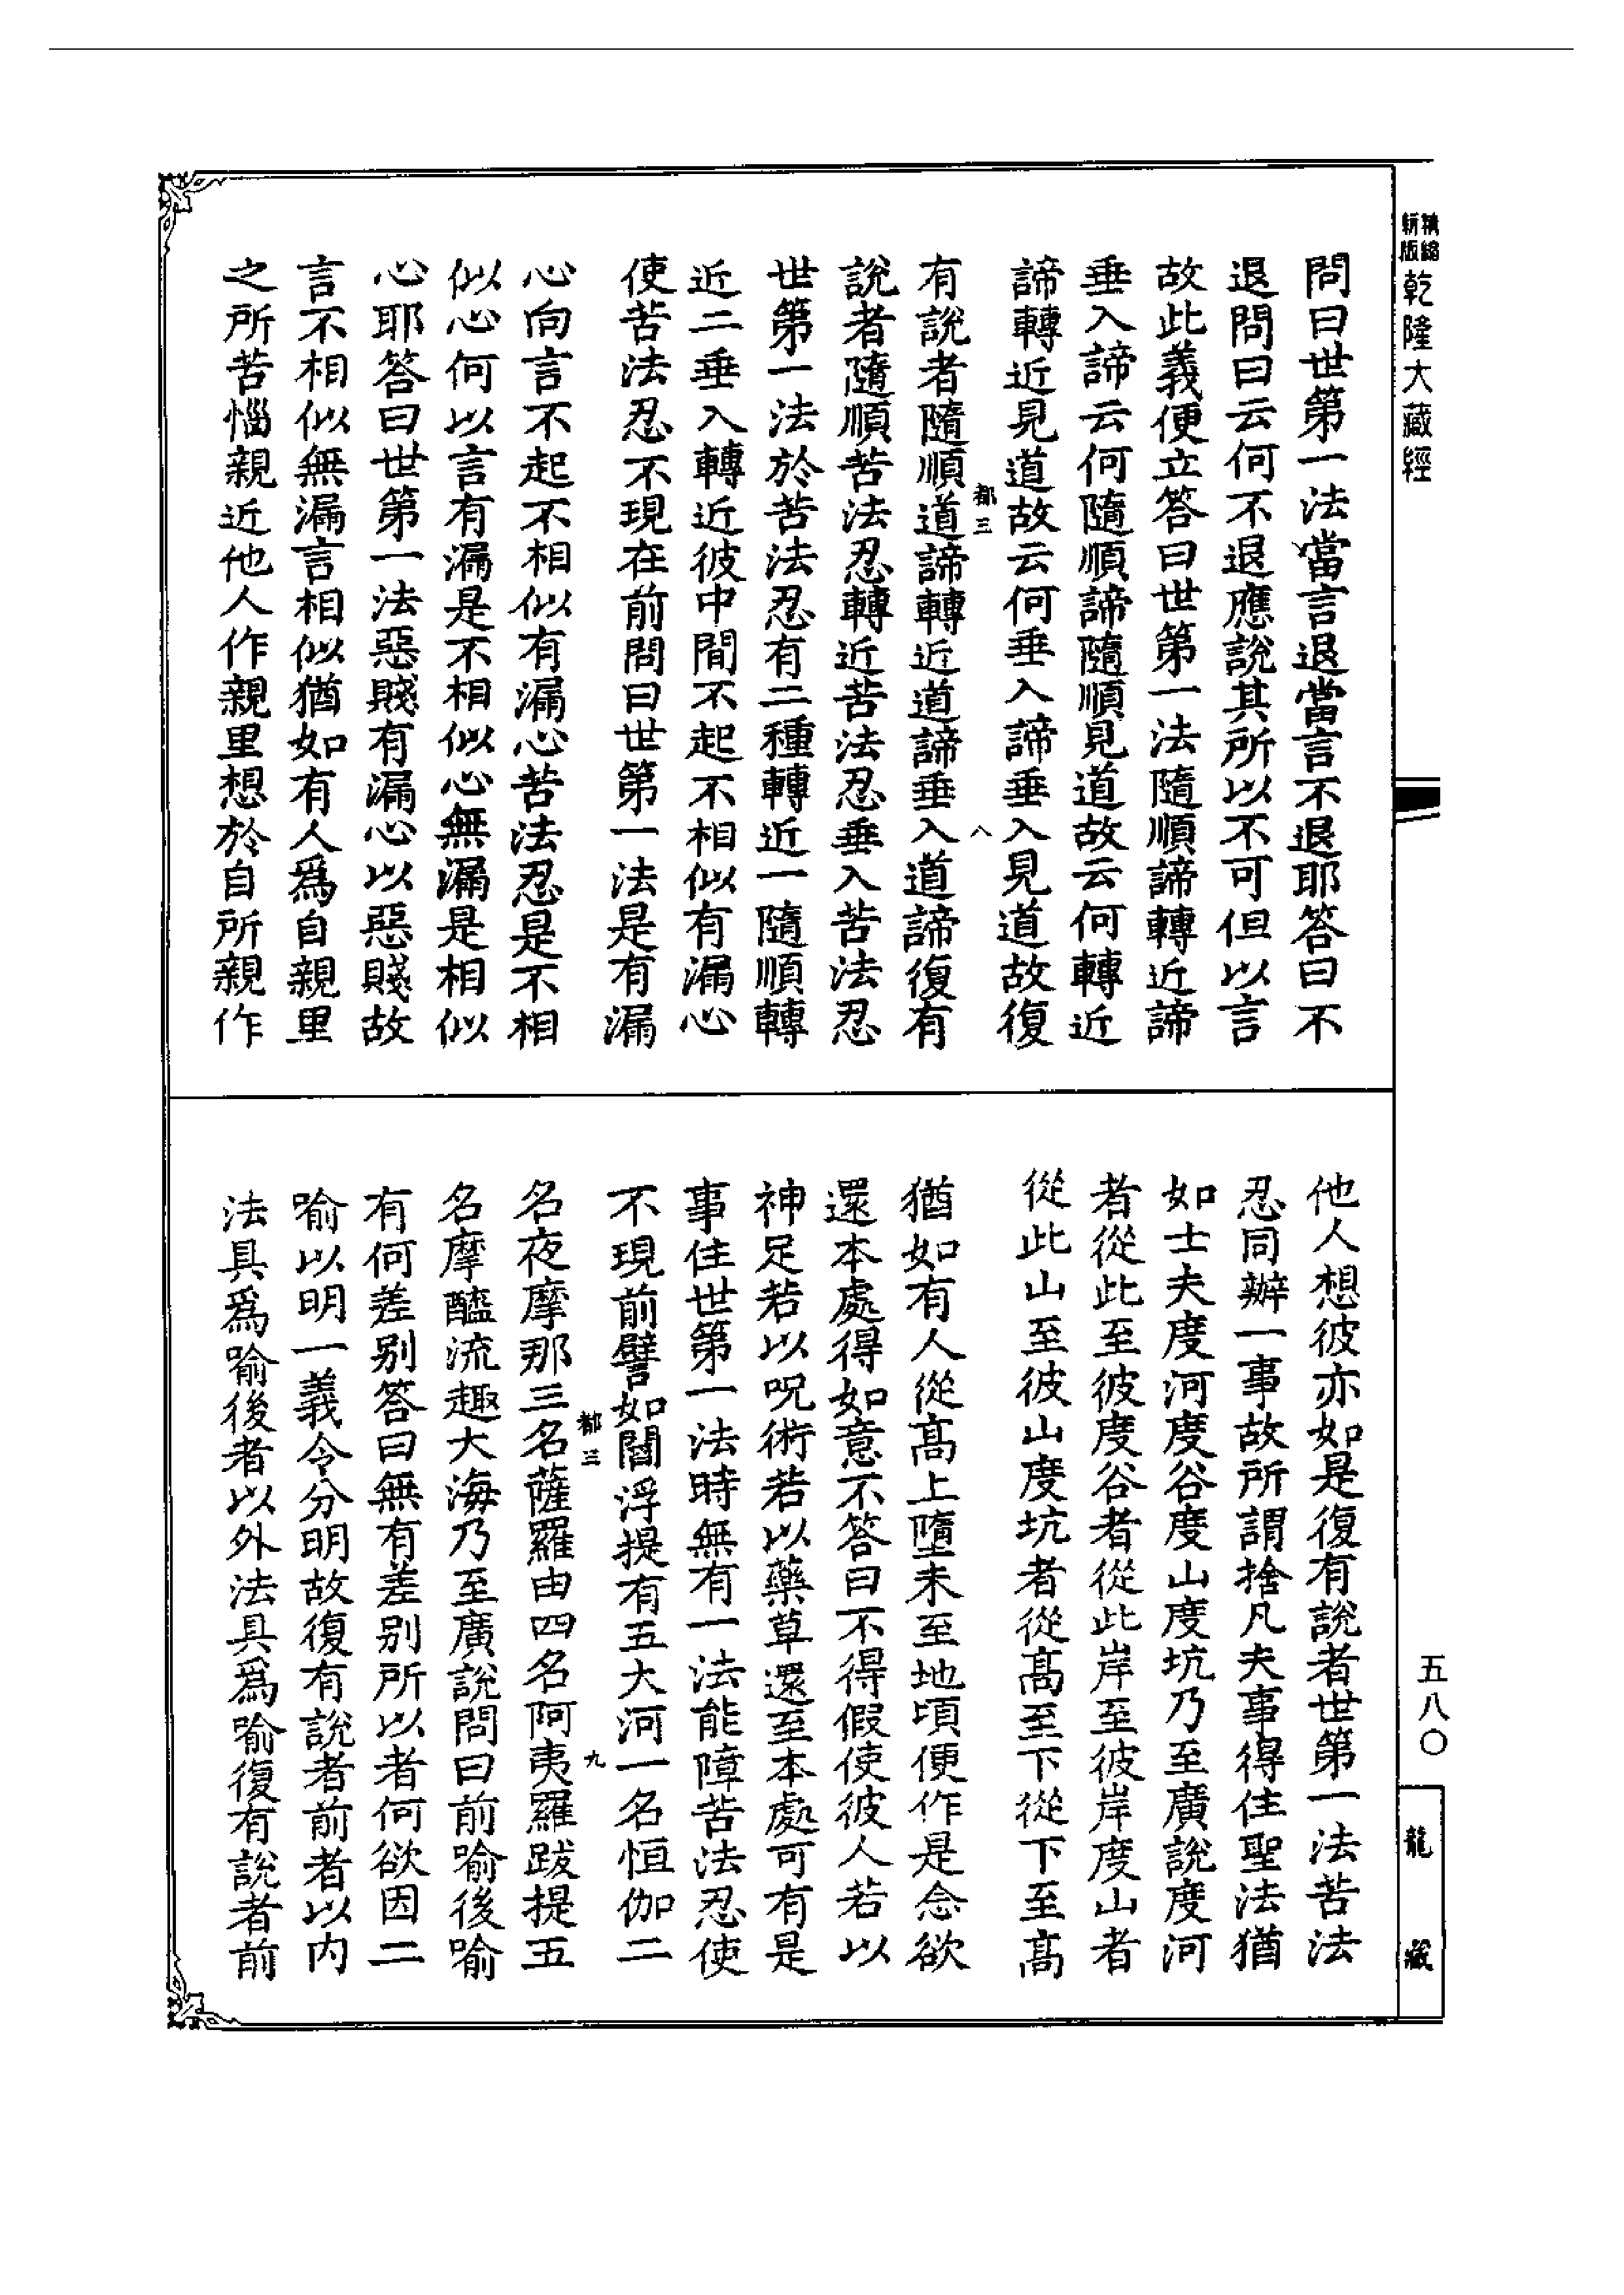 精縮
新版
乾隆大藏經
問曰世第一法當言退當言不退耶答曰不
退問曰云何不退應說其所以不可但以言
故此義便立答曰世第一法隨順諦轉近諦
垂入諦云何隨順諦隨順見道故云何轉近
諦轉近見道故云何垂入諦垂入見道故復
都三
八
有說者隨順道諦轉近道諦垂入道諦復有
說者隨順苦法忍轉近苦法忍垂入苦法忍
世第一法於苦法忍有二種轉近一隨順轉
近二垂入轉近彼中間不起不相似有漏心
使苦法忍不現在前問曰世第一法是有漏
心向言不起不相似有漏心苦法忍是不相
似心何以言有漏是不相似心無漏是相似
心耶答曰世第一法惡賤有漏心以惡賤故
言不相似無漏言相似猶如有人爲自親里
之所苦惱親近他人作親里想於自所親作
他人想彼亦如是復有說者世第一法苦法
忍同辦一事故所謂捨凡夫事得住聖法猶
如士夫度河度谷度山度坑乃至廣說度河
者從此至彼度谷者從此岸至彼岸度山者
從此山至彼山度坑者從高至下從下至高
猶如有人從高上墮未至地頃便作是念欲
還本處得如意不答曰不得假使彼人若以
神足若以呪術若以藥草還至本處可有是
事住世第一法時無有一法能障苦法忍使
不現前譬如閻浮提有五大河一名恒伽二
都三
九
名夜摩那三名薩羅由四名阿夷羅跋提五
名摩醯流趣大海乃至廣說問曰前喻後喻
有何差别答曰無有差别所以者何欲因二
喻以明一義令分明故復有說者前者以内
法具爲喻後者以外法具爲喻復有說者前
五八〇
龍藏